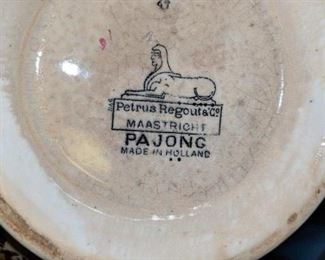 Petrus Regout & Co
MAASTRICHT
PAJONG
MADE IN HOLLAND